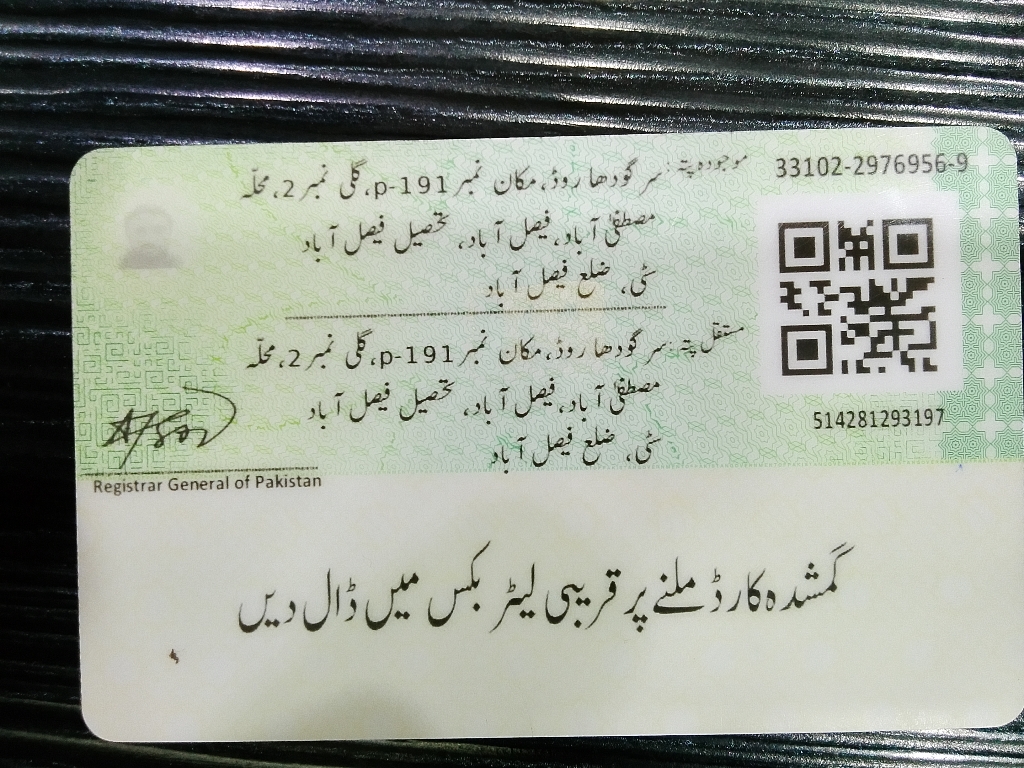 33102-2976956-9
موجودہ پتہ: سرگودھا روڈ، مکان نمبر p-191، گلی نمبر 2، محلہ
مصطفیٰ آباد، فیصل آباد، تحصیل فیصل آباد
سٹی، ضلع فیصل آباد
مستقل پتہ: سرگودھا روڈ، مکان نمبر p-191، گلی نمبر 2، محلہ
مصطفیٰ آباد، فیصل آباد، تحصیل فیصل آباد
سٹی، ضلع فیصل آباد
514281293197
Registrar General of Pakistan
گمشدہ کارڈ ملنے پر قریبی لیٹر بکس میں ڈال دیں